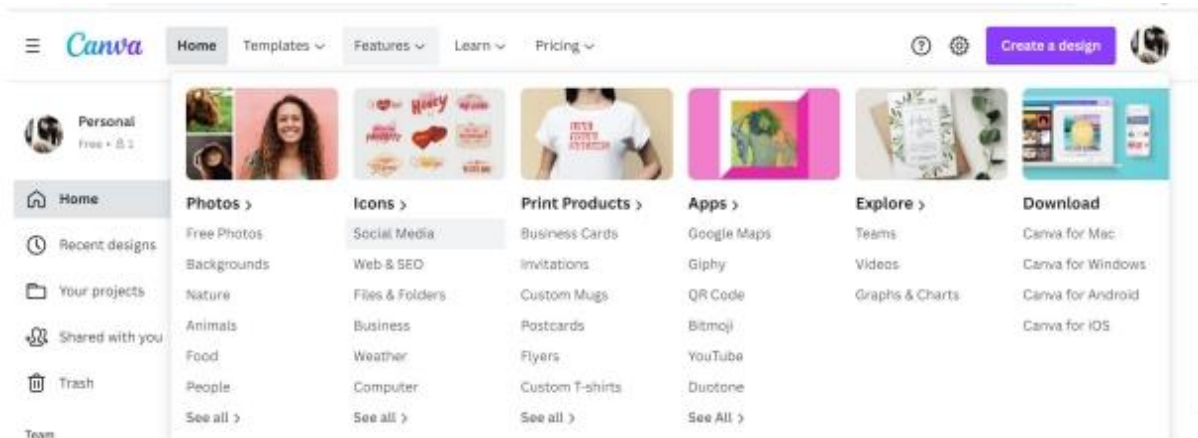 Canva
Home Templates Features Learn Pricing
Create a design
Personal
Free • 1
Home
Recent designs
Your projects
Shared with you
Trash
Team
Photos >
Free Photos
Backgrounds
Nature
Animals
Food
People
See all >
Icons >
Social Media
Web & SEO
Files & Folders
Business
Weather
Computer
See all >
Print Products >
Business Cards
Invitations
Custom Mugs
Postcards
Flyers
Custom T-shirts
See all >
Apps >
Google Maps
Giphy
QR Code
Bitmoji
YouTube
Duotone
See All >
Explore >
Teams
Videos
Graphs & Charts
Download
Canva for Mac
Canva for Windows
Canva for Android
Canva for iOS
Honey